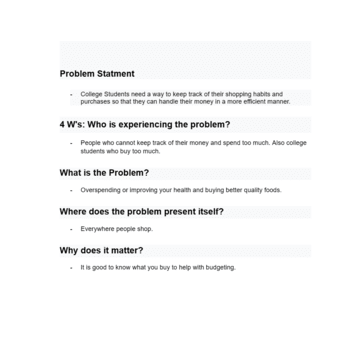 Problem Statment
- College Students need a way to keep track of their shopping habits and
purchases so that they can handle their money in a more efficient manner.
4 W's: Who is experiencing the problem?
- People who cannot keep track of their money and spend too much. Also college
students who buy too much.
What is the Problem?
- Overspending or improving your health and buying better quality foods.
Where does the problem present itself?
- Everywhere people shop.
Why does it matter?
- It is good to know what you buy to help with budgeting.